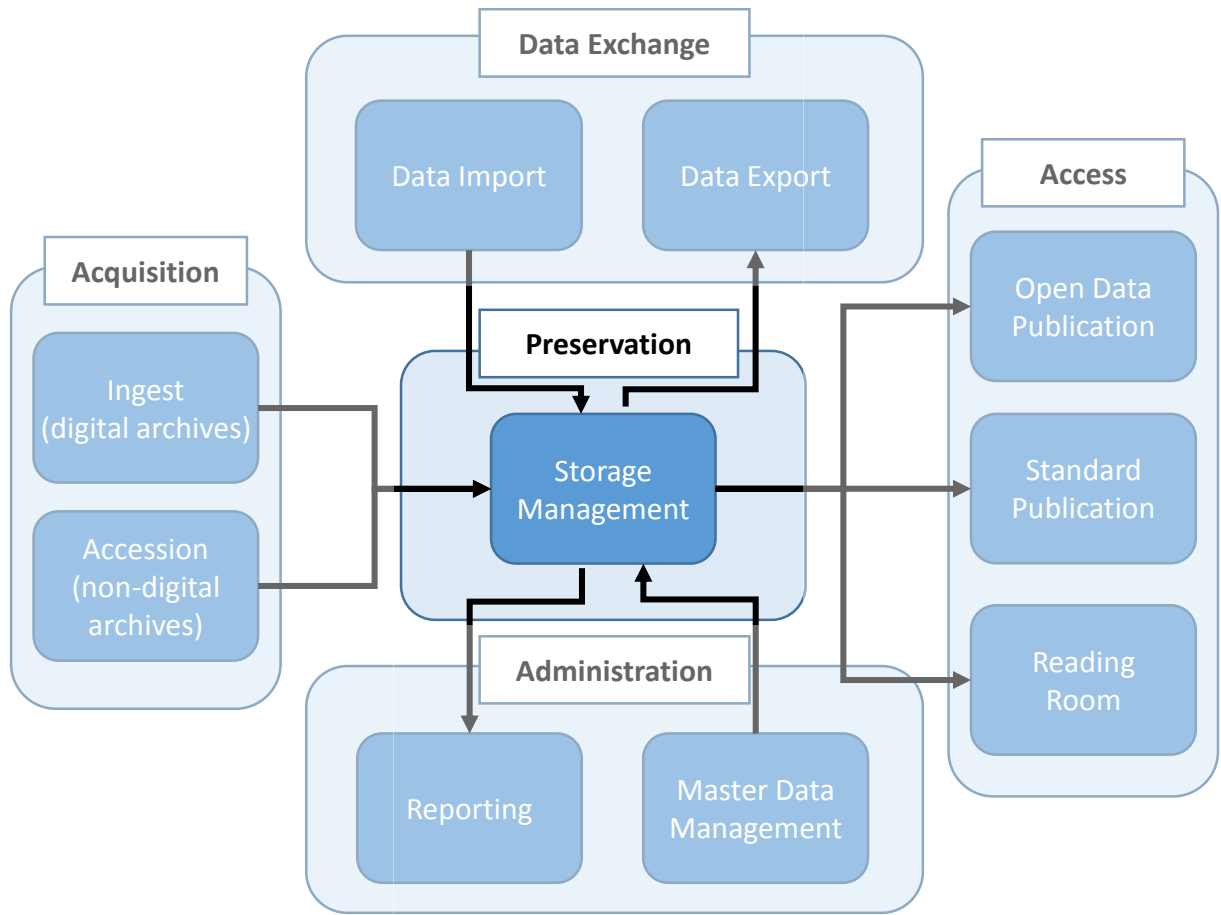 Data Exchange
Data Import
Data Export
Access
Acquisition
Open Data
Publication
Preservation
Ingest
(digital archives)
Storage
Management
Standard
Publication
Accession
(non-digital
archives)
Administration
Reading
Room
Reporting
Master Data
Management